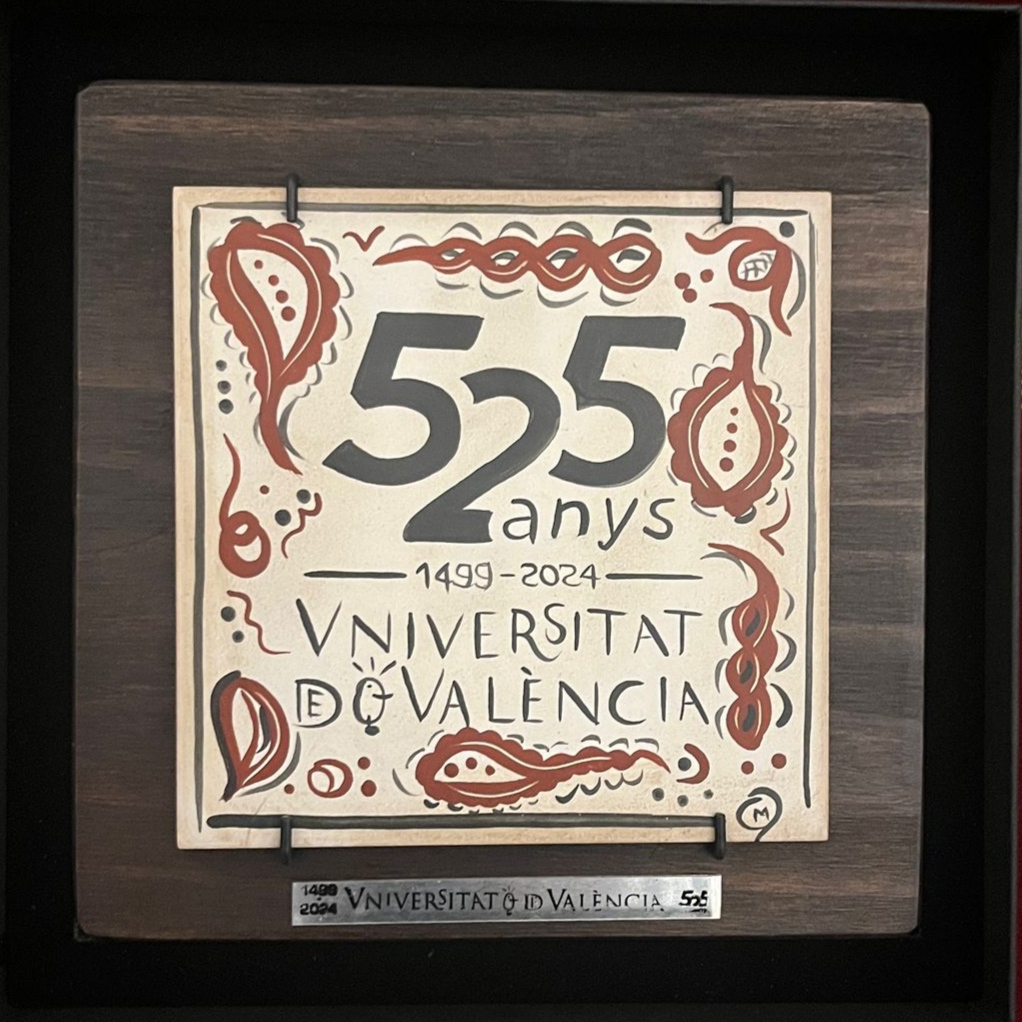 525
anys
1499-2024
VNIVERSITAT
DE VALÈNCIA
M
1499
2024
VNIVERSITAT DE VALÈNCIA
525